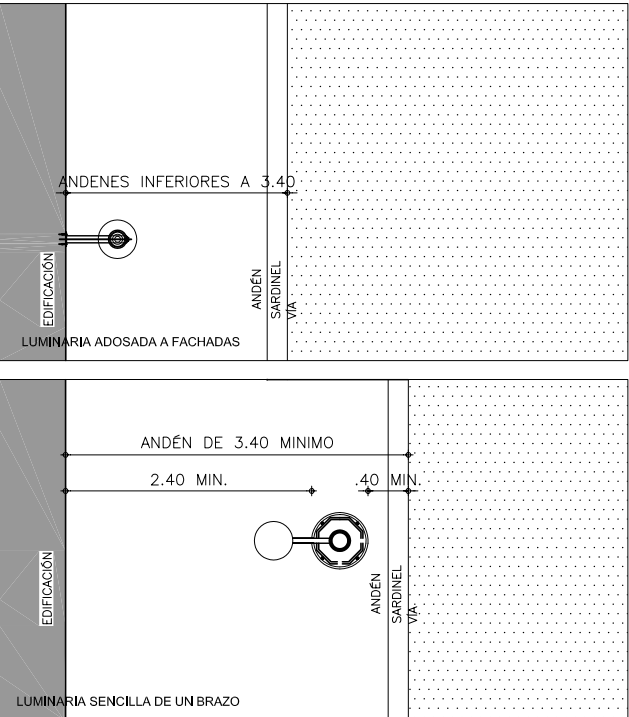 ANDENES INFERIORES A 3.40
EDIFICACIÓN
ANDÉN
SARDINEL
VÍA
LUMINARIA ADOSADA A FACHADAS
ANDÉN DE 3.40 MINIMO
2.40 MIN.
.40 MIN.
EDIFICACIÓN
ANDÉN
SARDINEL
VÍA
LUMINARIA SENCILLA DE UN BRAZO